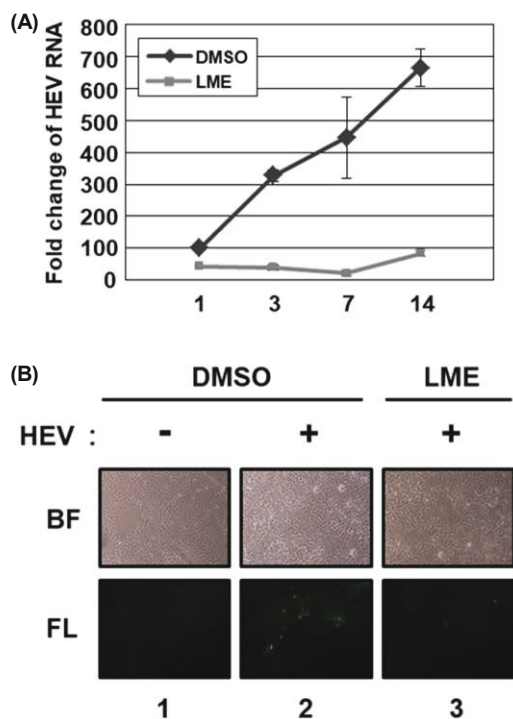 (A)
Fold change of HEV RNA
800
700
600
500
400
300
200
100
0
DMSO
LME
1 3 7 14
(B)
DMSO LME
HEV : - + +
BF
FL
1 2 3